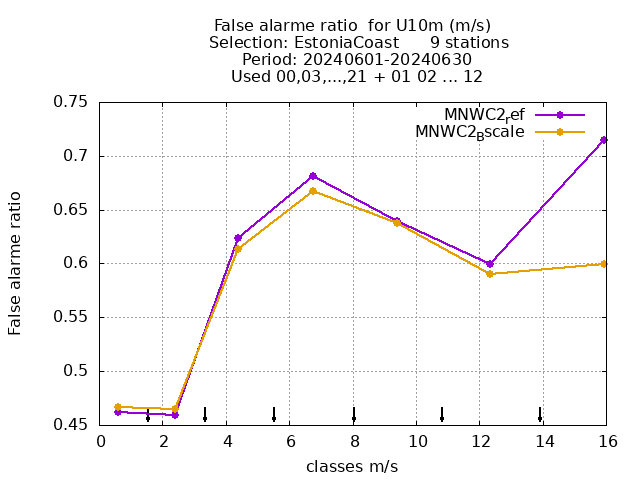 False alarme ratio  for U10m (m/s)
Selection: EstoniaCoast      9 stations
Period: 20240601-20240630
Used 00,03,...,21 + 01 02 ... 12
MNWC2ref
MNWC2Bscale
0.75
0.7
0.65
0.6
0.55
0.5
0.45
False alarme ratio
0 2 4 6 8 10 12 14 16
classes m/s